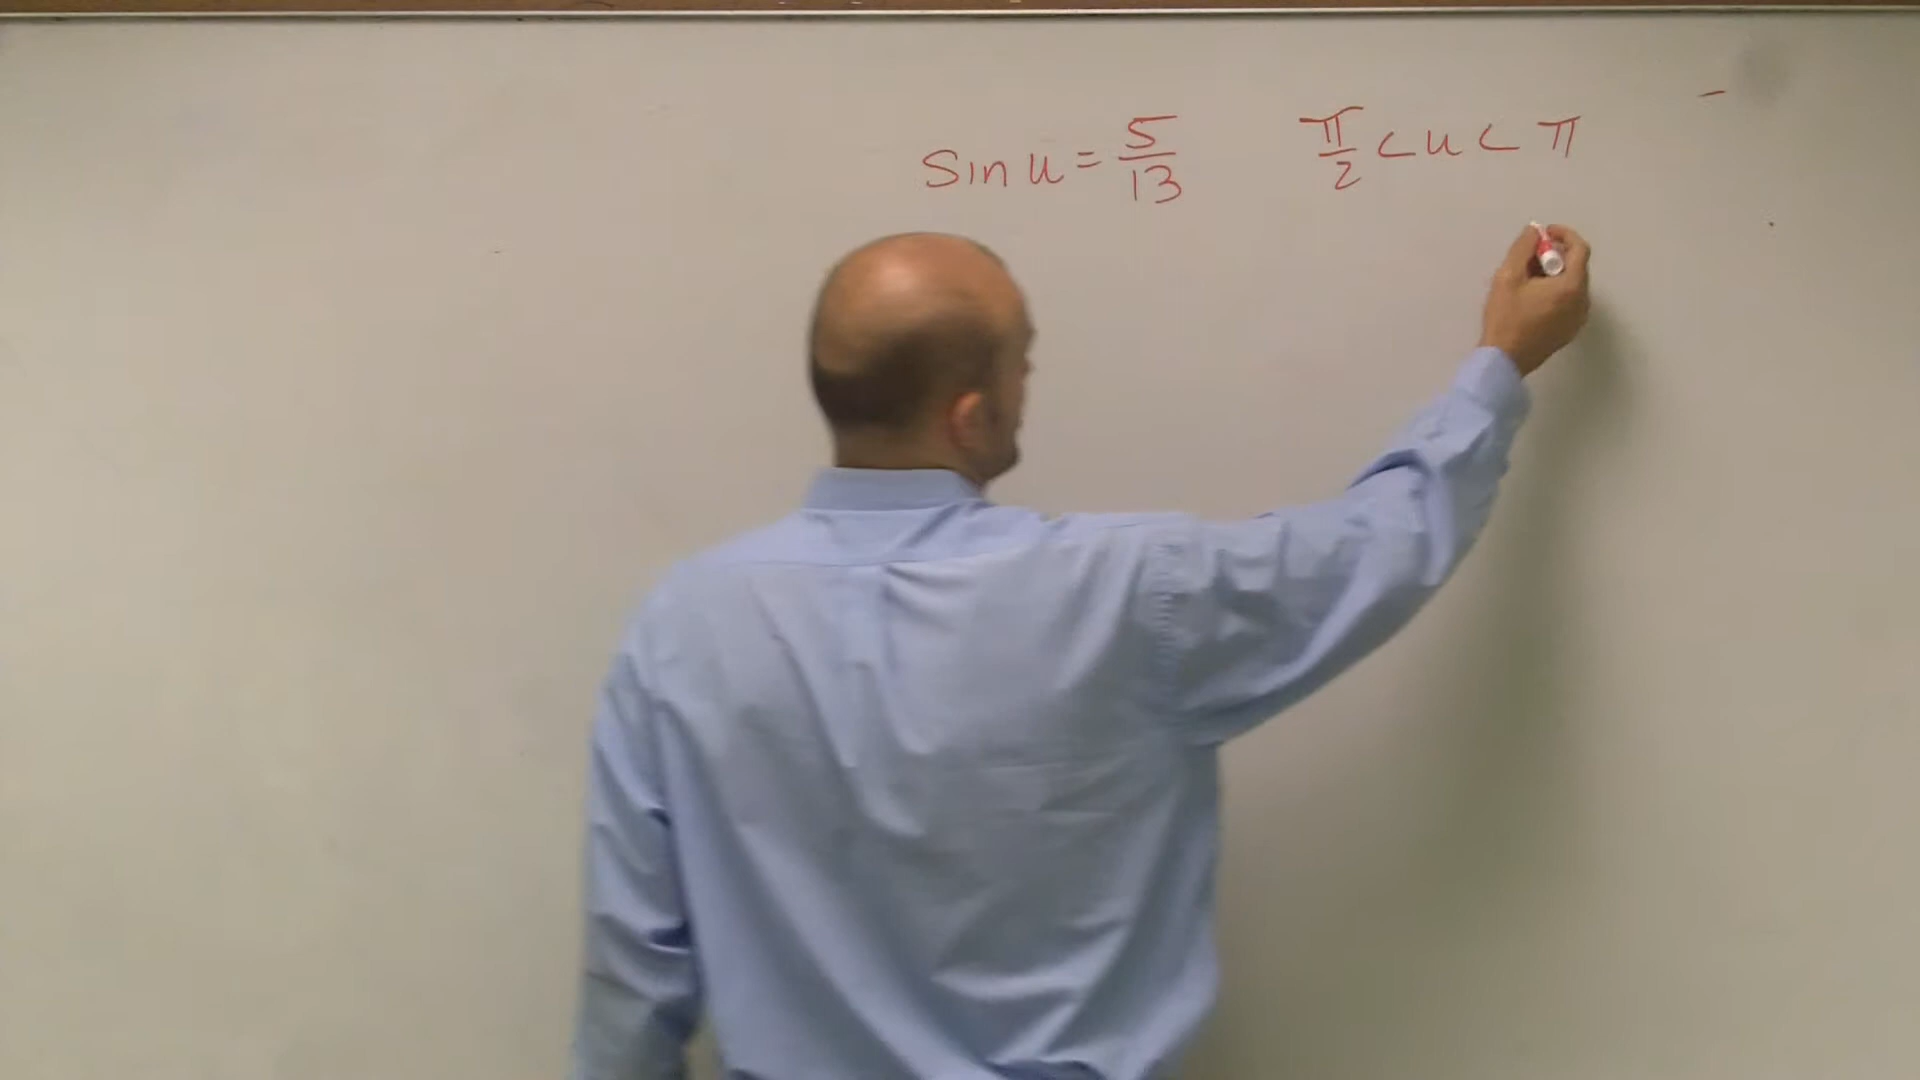 Sin u = 5/13 π/2 < u < π